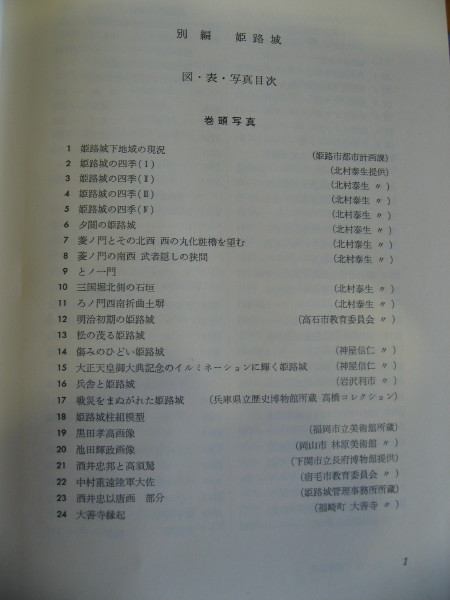 別編 姫路城
図・表・写真目次
巻頭写真
1 姫路城下地域の現況 (姫路市都市計画課)
2 姫路城の四季(Ⅰ) (北村泰生提供)
3 姫路城の四季(Ⅱ) (北村泰生 〃 )
4 姫路城の四季(Ⅲ) (北村泰生 〃 )
5 姫路城の四季(Ⅳ) (北村泰生 〃 )
6 夕闇の姫路城 (北村泰生 〃 )
7 菱ノ門とその北西 西の丸化粧櫓を望む (北村泰生 〃 )
8 菱ノ門の南西 武者隠しの狭間 (北村泰生 〃 )
9 とノ一門
10 三国堀北側の石垣 (北村泰生 〃 )
11 ろノ門西南折曲土塀 (北村泰生 〃 )
12 明治初期の姫路城 (高石市教育委員会 〃 )
13 松の茂る姫路城
14 傷みのひどい姫路城 (神屋信仁 〃 )
15 大正天皇御大典記念のイルミネーションに輝く姫路城 (神屋信仁 〃 )
16 兵舎と姫路城 (岩沢利市 〃 )
17 戦災をまぬがれた姫路城 (兵庫県立歴史博物館所蔵 高橋コレクション)
18 姫路城柱組模型
19 黒田孝高画像 (福岡市立美術館所蔵)
20 池田輝政画像 (岡山市 林原美術館 〃 )
21 酒井忠邦と高須隲 (下関市立長府博物館提供)
22 中村重遠陸軍大佐 (宿毛市教育委員会 〃 )
23 酒井忠以唐画 部分 (姫路城管理事務所所蔵)
24 大善寺縁起 (福崎町 大善寺 〃 )
1